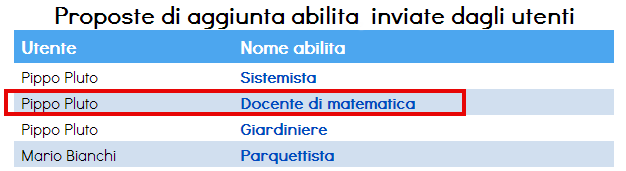 Proposte di aggiunta abilita inviate dagli utenti
Utente Nome abilita
Pippo Pluto Sistemista
Pippo Pluto Docente di matematica
Pippo Pluto Giardiniere
Mario Bianchi Parquettista